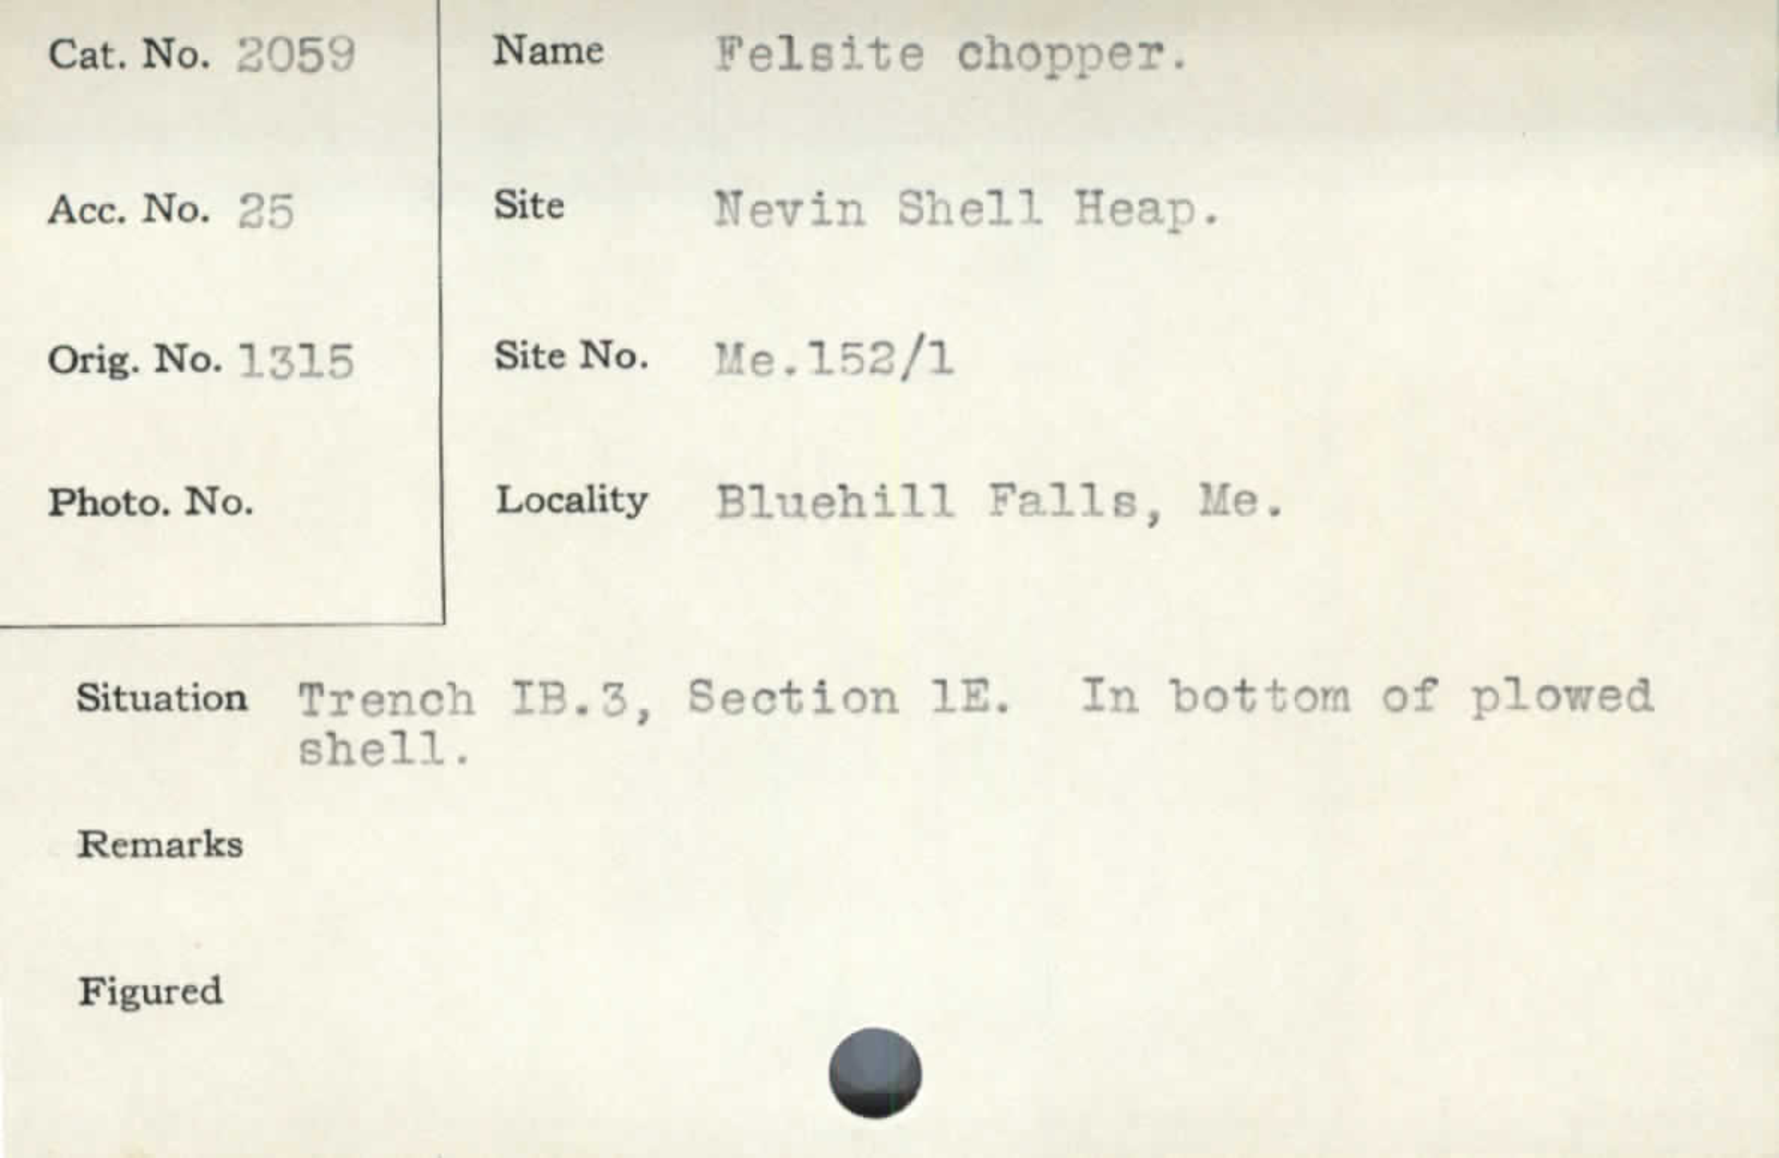 Cat. No. 2059
Name Felsite chopper.
Acc. No. 25
Site Nevin Shell Heap.
Orig. No. 1315
Site No. Me.152/1
Photo. No.
Locality Bluehill Falls, Me.
Situation Trench IB.3, Section 1E. In bottom of plowed
shell.
Remarks
Figured